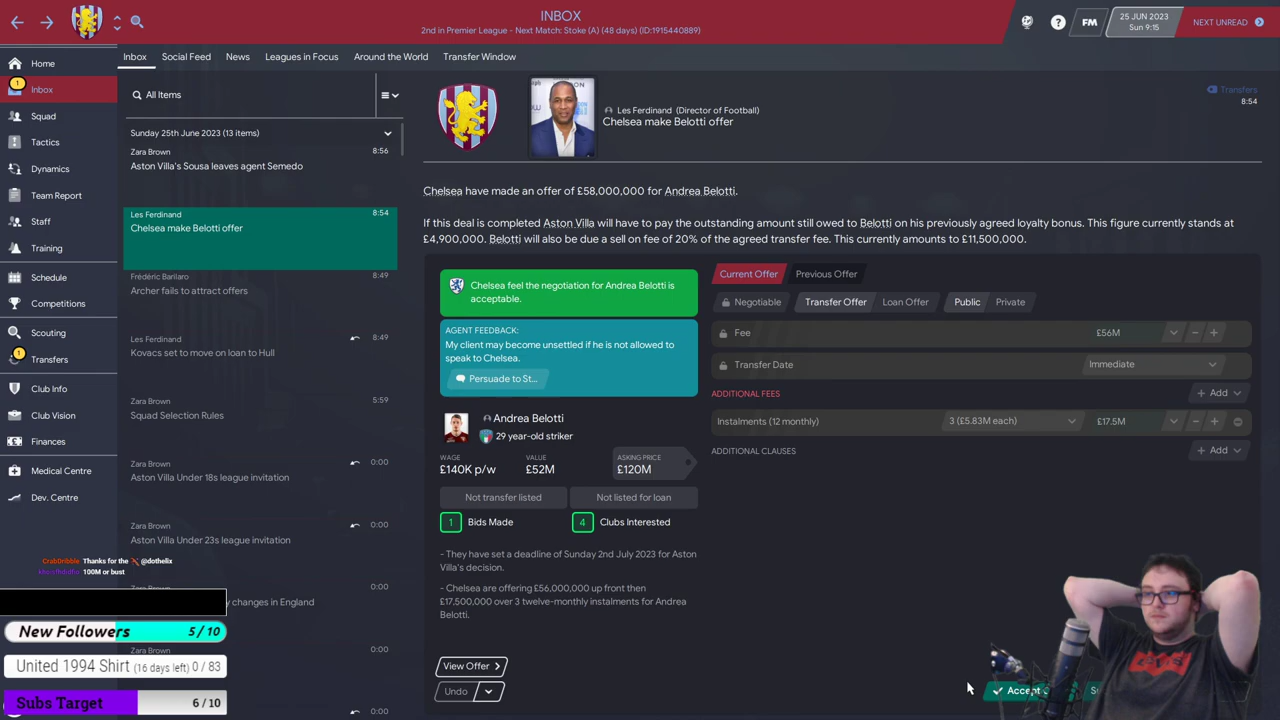 INBOX
2nd in Premier League - Next Match: Stoke (A) (48 days) (ID:1915440889)
FM
25 JUN 2023
Sun 9:15
NEXT UNREAD
Home
1
Inbox
Squad
Tactics
Dynamics
Team Report
Staff
Training
Schedule
Competitions
Scouting
1
Transfers
Club Info
Club Vision
Finances
Medical Centre
Dev. Centre
Inbox
Social Feed
News
Leagues in Focus
Around the World
Transfer Window
All Items
Sunday 25th June 2023 (13 items)
Zara Brown
8:56
Aston Villa's Sousa leaves agent Semedo
Les Ferdinand
8:54
Chelsea make Belotti offer
Frédéric Barilaro
8:49
Archer fails to attract offers
Les Ferdinand
8:49
Kovacs set to move on loan to Hull
Zara Brown
5:59
Squad Selection Rules
Zara Brown
0:00
Aston Villa Under 18s league invitation
Zara Brown
0:00
Aston Villa Under 23s league invitation
0:00
y changes in England
0:00
0:00
Les Ferdinand (Director of Football)
Chelsea make Belotti offer
Transfers
8:54
Chelsea have made an offer of £58,000,000 for Andrea Belotti.
If this deal is completed Aston Villa will have to pay the outstanding amount still owed to Belotti on his previously agreed loyalty bonus. This figure currently stands at
£4,900,000. Belotti will also be due a sell on fee of 20% of the agreed transfer fee. This currently amounts to £11,500,000.
Chelsea feel the negotiation for Andrea Belotti is
acceptable.
AGENT FEEDBACK:
My client may become unsettled if he is not allowed to
speak to Chelsea.
Persuade to St...
Andrea Belotti
29 year-old striker
WAGE
£140K p/w
VALUE
£52M
ASKING PRICE
£120M
Not transfer listed
Not listed for loan
1
Bids Made
4
Clubs Interested
- They have set a deadline of Sunday 2nd July 2023 for Aston
Villa's decision.
- Chelsea are offering £56,000,000 up front then
£17,500,000 over 3 twelve-monthly instalments for Andrea
Belotti.
View Offer
Undo
Current Offer
Previous Offer
Negotiable
Transfer Offer
Loan Offer
Public
Private
Fee
£56M
Transfer Date
Immediate
ADDITIONAL FEES
Add
Instalments (12 monthly)
3 (£5.83M each)
£17.5M
ADDITIONAL CLAUSES
Add
Accept
CrabDribble Thanks for the @dothelix
100M or bust
New Followers
5 / 10
United 1994 Shirt (16 days left) 0 / 83
Subs Target
6 / 10